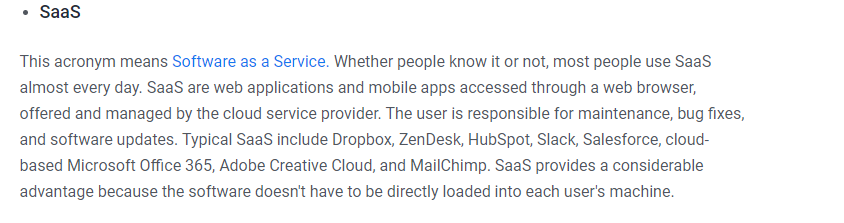 SaaS
This acronym means Software as a Service. Whether people know it or not, most people use SaaS
almost every day. SaaS are web applications and mobile apps accessed through a web browser,
offered and managed by the cloud service provider. The user is responsible for maintenance, bug fixes,
and software updates. Typical SaaS include Dropbox, ZenDesk, HubSpot, Slack, Salesforce, cloud-
based Microsoft Office 365, Adobe Creative Cloud, and MailChimp. SaaS provides a considerable
advantage because the software doesn't have to be directly loaded into each user's machine.